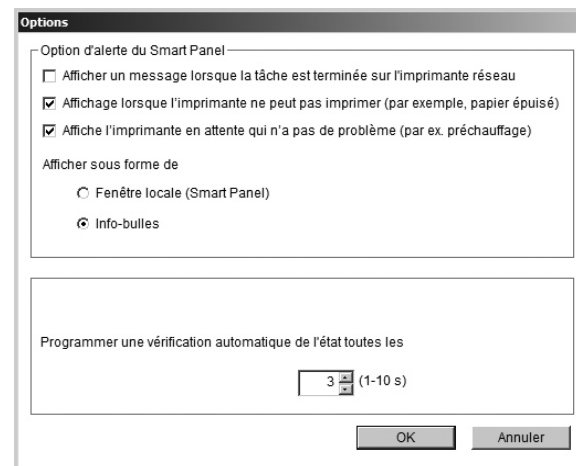 Options
Option d'alerte du Smart Panel
Afficher un message lorsque la tâche est terminée sur l'imprimante réseau
Affichage lorsque l'imprimante ne peut pas imprimer (par exemple, papier épuisé)
Affiche l'imprimante en attente qui n'a pas de problème (par ex. préchauffage)
Afficher sous forme de
Fenêtre locale (Smart Panel)
Info-bulles
Programmer une vérification automatique de l'état toutes les
3 (1-10 s)
OK Annuler